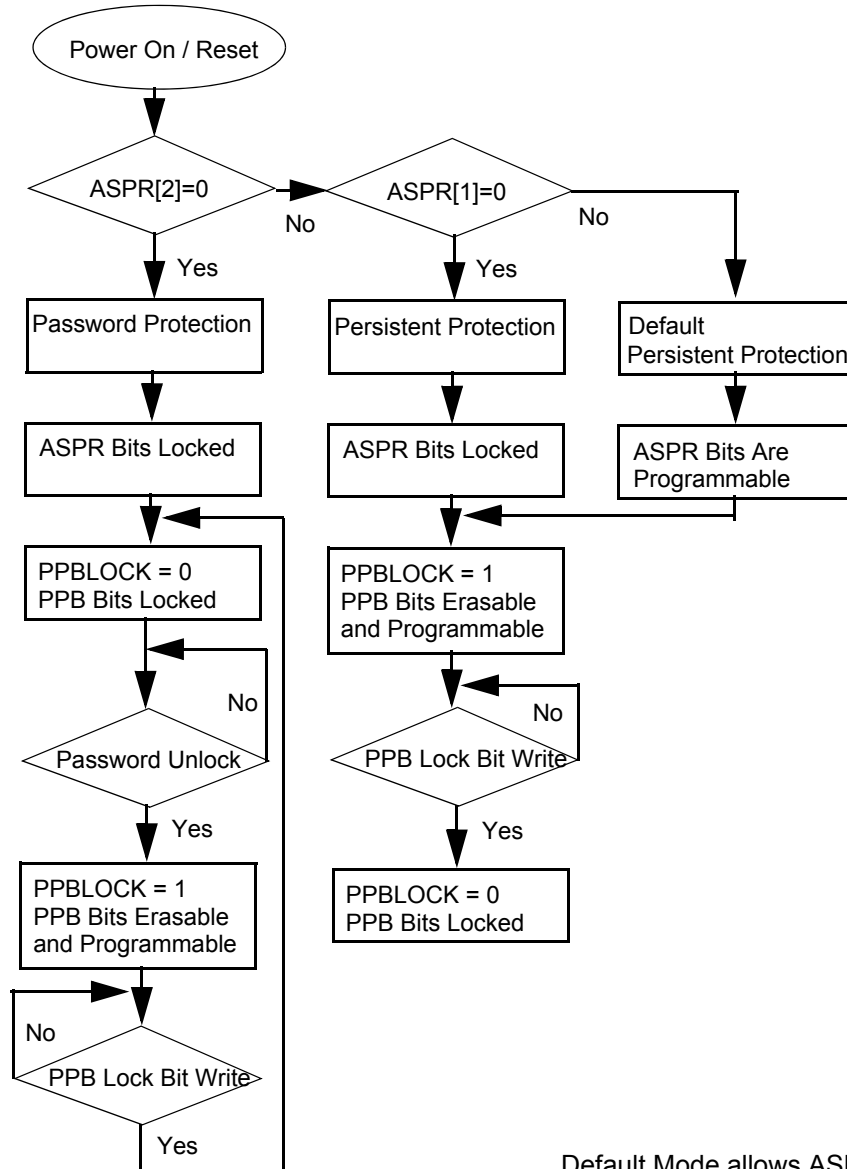 Power On / Reset
ASPR[2]=0
No
ASPR[1]=0
No
Yes
Yes
Password Protection
Persistent Protection
Default
Persistent Protection
ASPR Bits Locked
ASPR Bits Locked
ASPR Bits Are
Programmable
PPBLOCK = 0
PPB Bits Locked
PPBLOCK = 1
PPB Bits Erasable
and Programmable
No
Password Unlock
No
PPB Lock Bit Write
Yes
Yes
PPBLOCK = 1
PPB Bits Erasable
and Programmable
PPBLOCK = 0
PPB Bits Locked
No
PPB Lock Bit Write
Yes
Default Mode allows